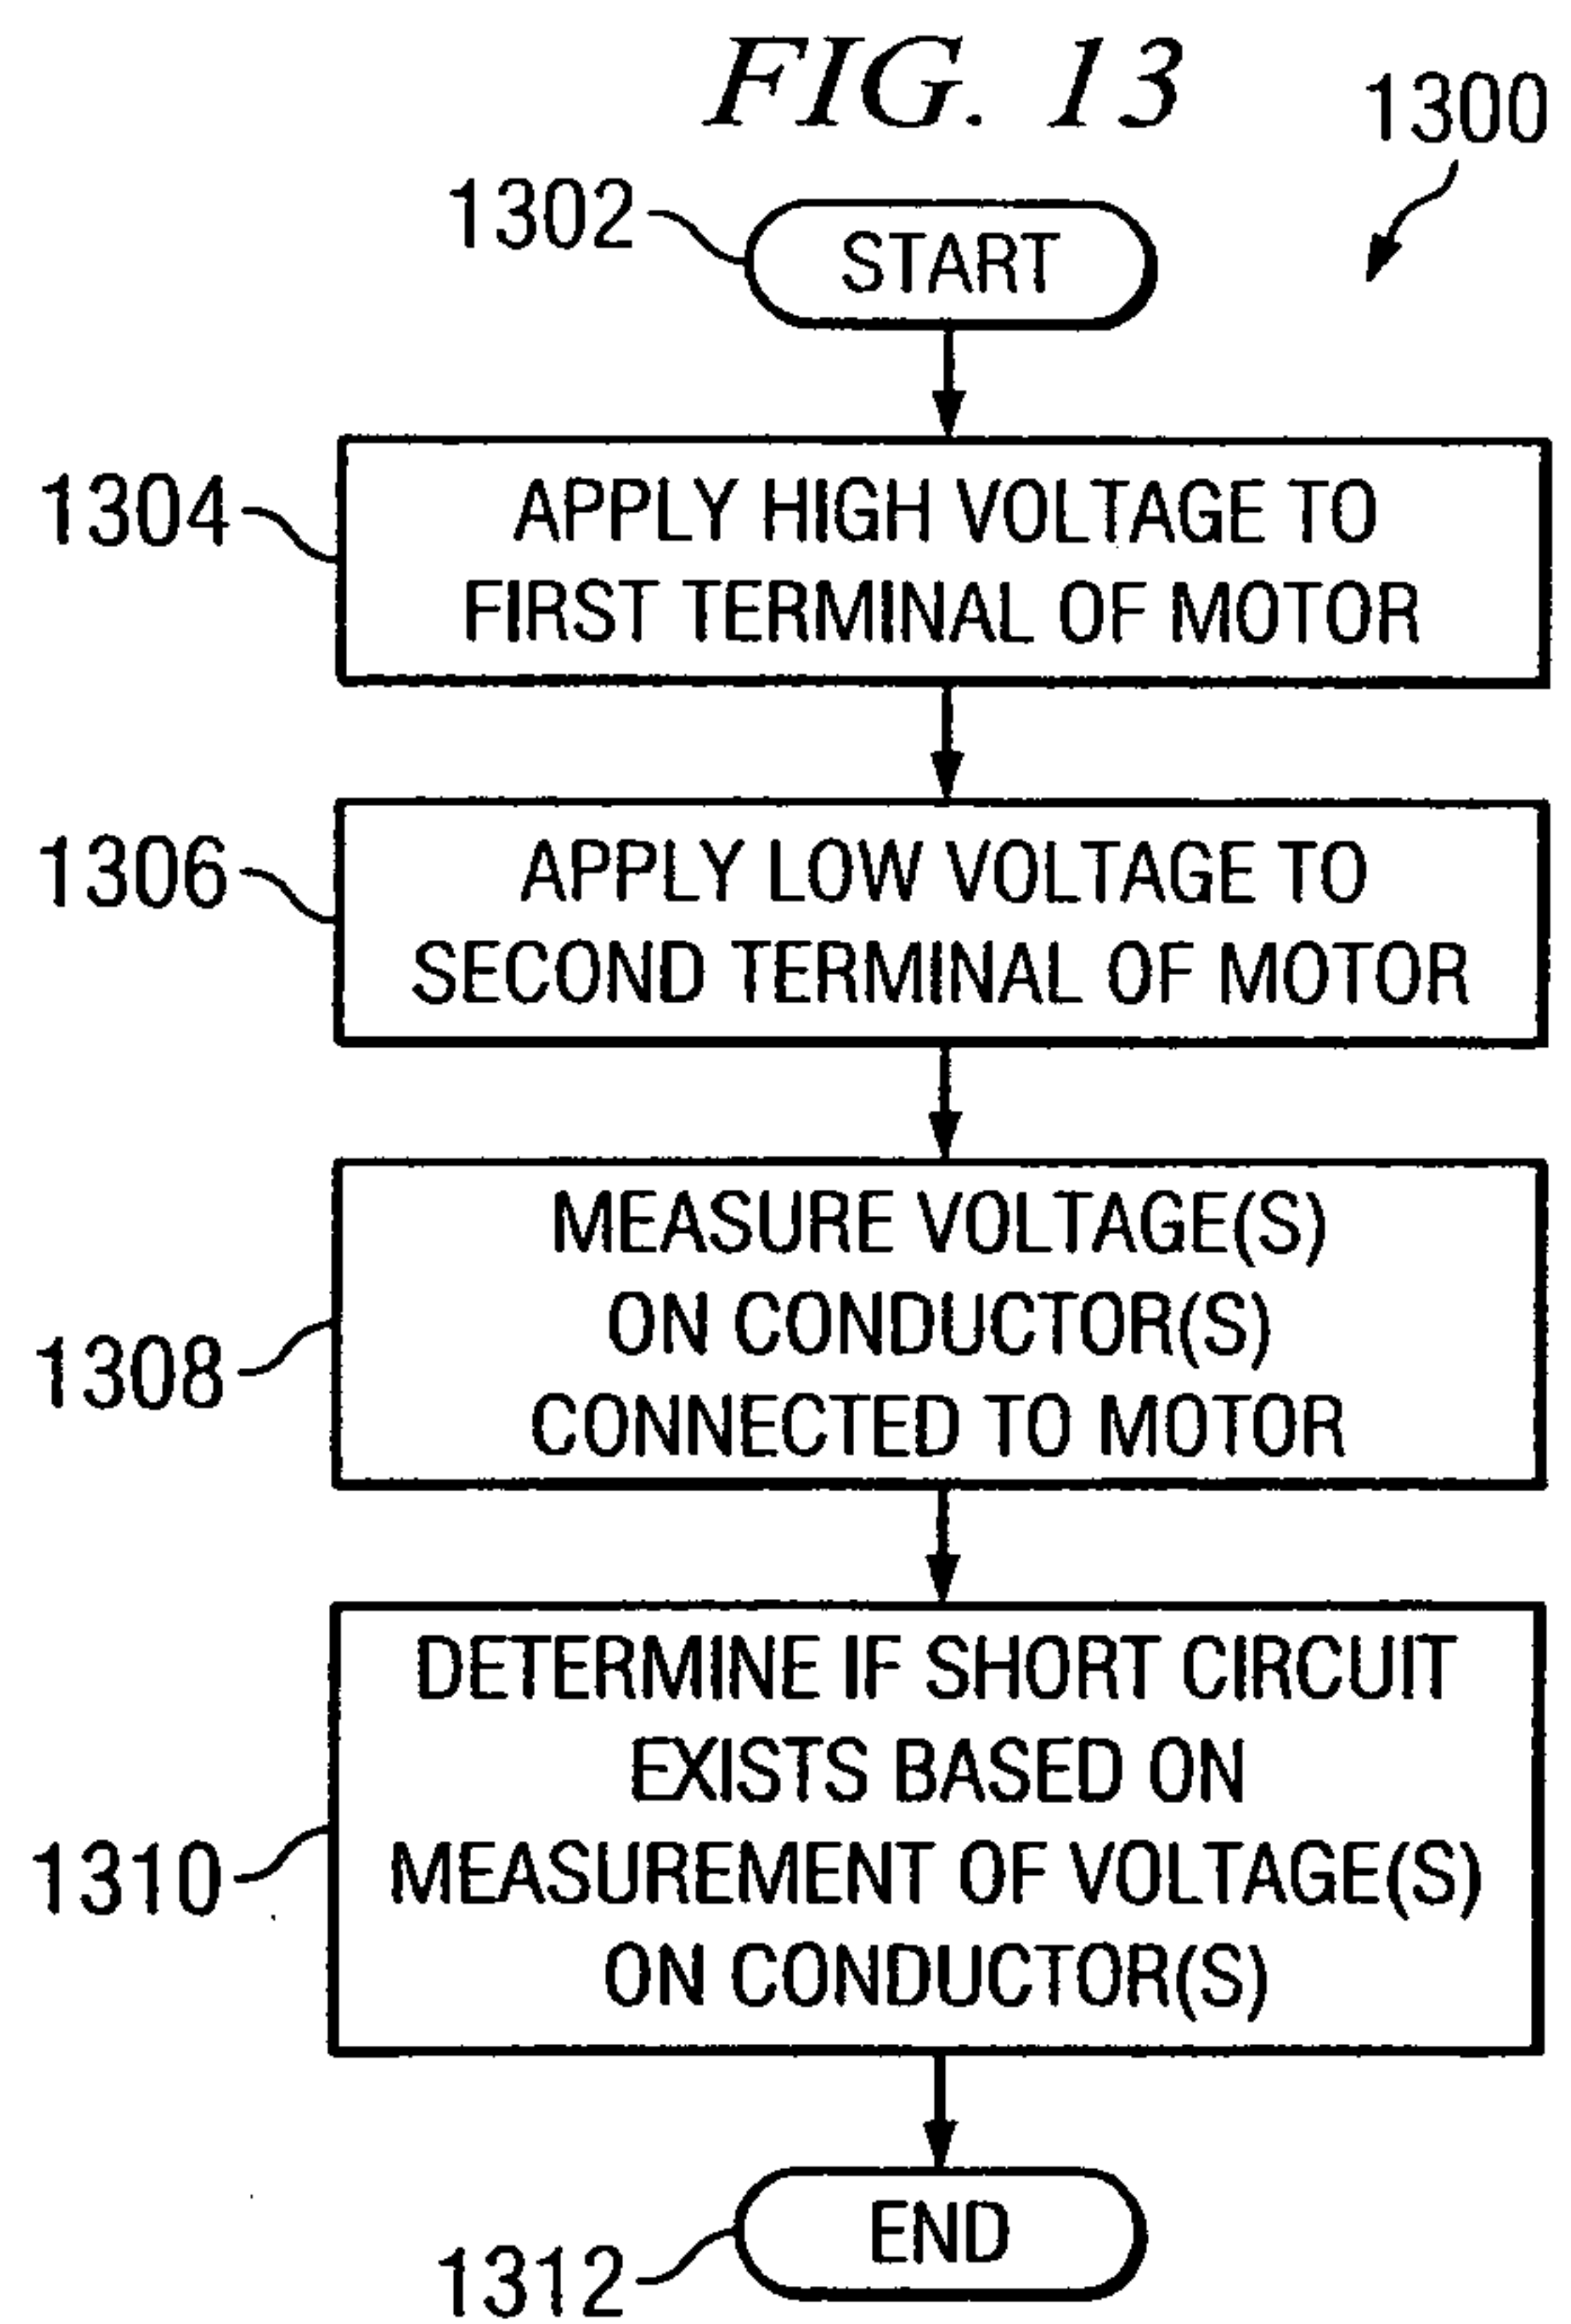 FIG. 13
1300
1302
START
1304
APPLY HIGH VOLTAGE TO
FIRST TERMINAL OF MOTOR
1306
APPLY LOW VOLTAGE TO
SECOND TERMINAL OF MOTOR
1308
MEASURE VOLTAGE(S)
ON CONDUCTOR(S)
CONNECTED TO MOTOR
1310
DETERMINE IF SHORT CIRCUIT
EXISTS BASED ON
MEASUREMENT OF VOLTAGE(S)
ON CONDUCTOR(S)
1312
END